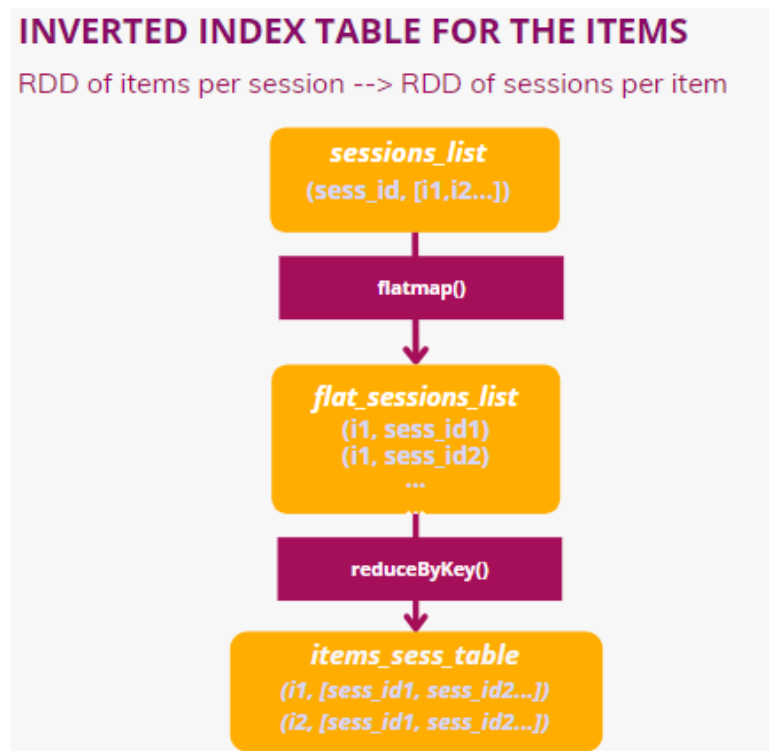 INVERTED INDEX TABLE FOR THE ITEMS
RDD of items per session --> RDD of sessions per item
sessions_list
(sess_id, [i1,i2...])
flatmap()
flat_sessions_list
(i1, sess_id1)
(i1, sess_id2)
...
...
reduceByKey()
items_sess_table
(i1, [sess_id1, sess_id2...])
(i2, [sess_id1, sess_id2...])